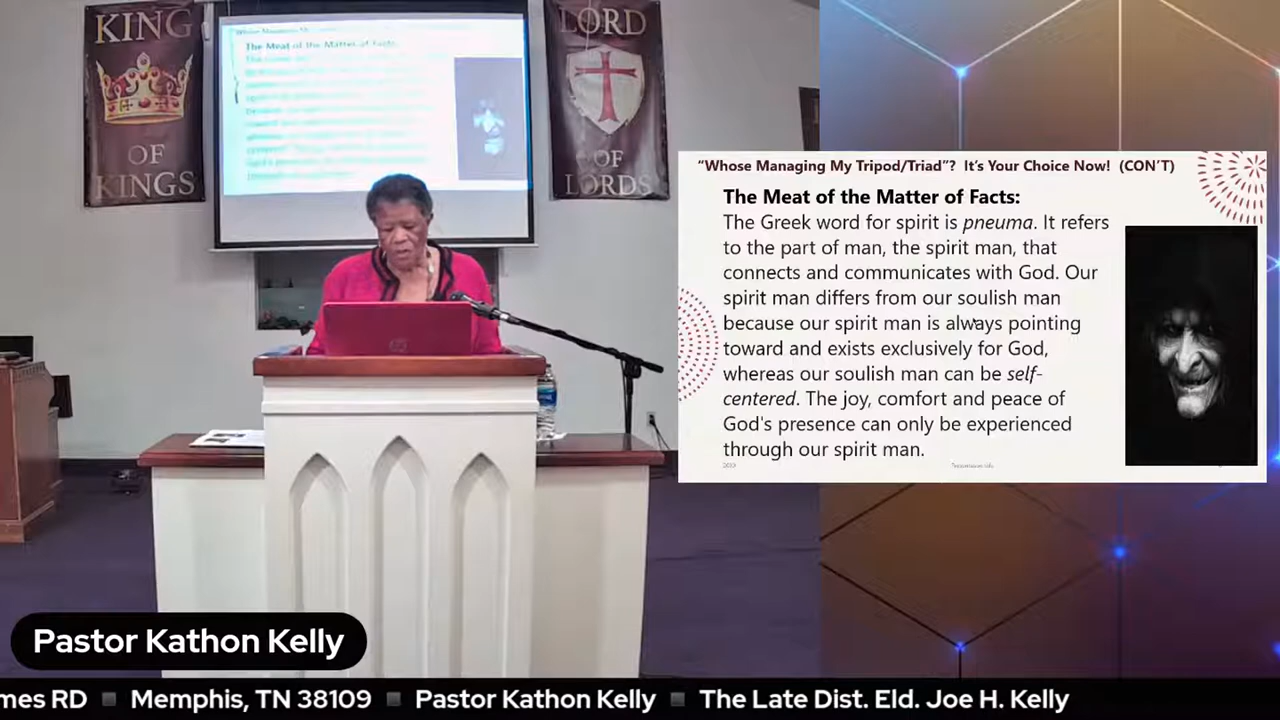 KING
OF
KINGS
LORD
OF
LORDS
The Meat of the Matter of Facts:
"Whose Managing My Tripod/Triad"? It's Your Choice Now! (CON'T)
The Meat of the Matter of Facts:
The Greek word for spirit is pneuma. It refers
to the part of man, the spirit man, that
connects and communicates with God. Our
spirit man differs from our soulish man
because our spirit man is always pointing
toward and exists exclusively for God,
whereas our soulish man can be self-
centered. The joy, comfort and peace of
God's presence can only be experienced
through our spirit man.
Pastor Kathon Kelly
mes RD ▪ Memphis, TN 38109 ▪ Pastor Kathon Kelly ▪ The Late Dist. Eld. Joe H. Kelly